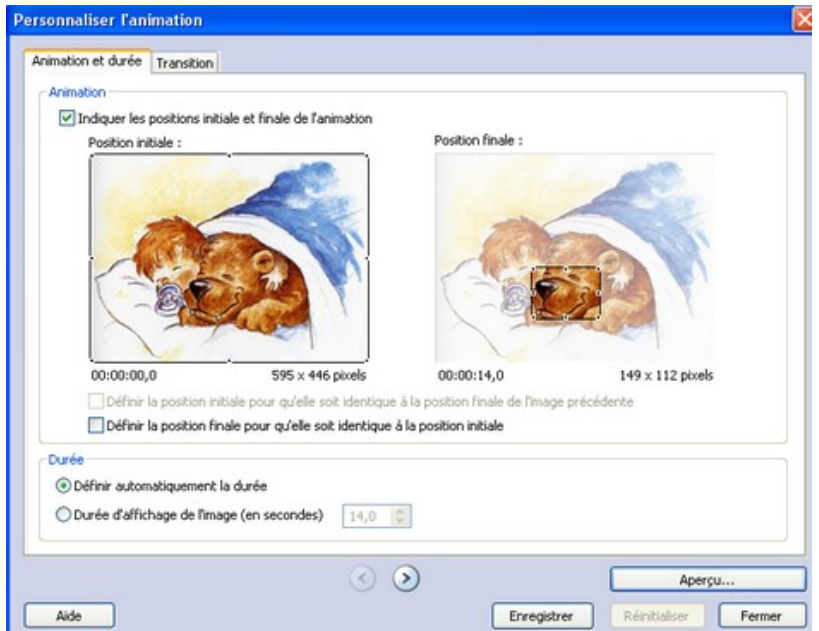 Personnaliser l'animation
Animation et durée
Transition
Animation
Indiquer les positions initiale et finale de l'animation
Position initiale :
Position finale :
00:00:00,0
595 x 446 pixels
00:00:14,0
149 x 112 pixels
Définir la position initiale pour qu'elle soit identique à la position finale de l'image précédente
Définir la position finale pour qu'elle soit identique à la position initiale
Durée
Définir automatiquement la durée
Durée d'affichage de l'image (en secondes)
14,0
Aperçu...
Aide
Enregistrer
Réinitialiser
Fermer